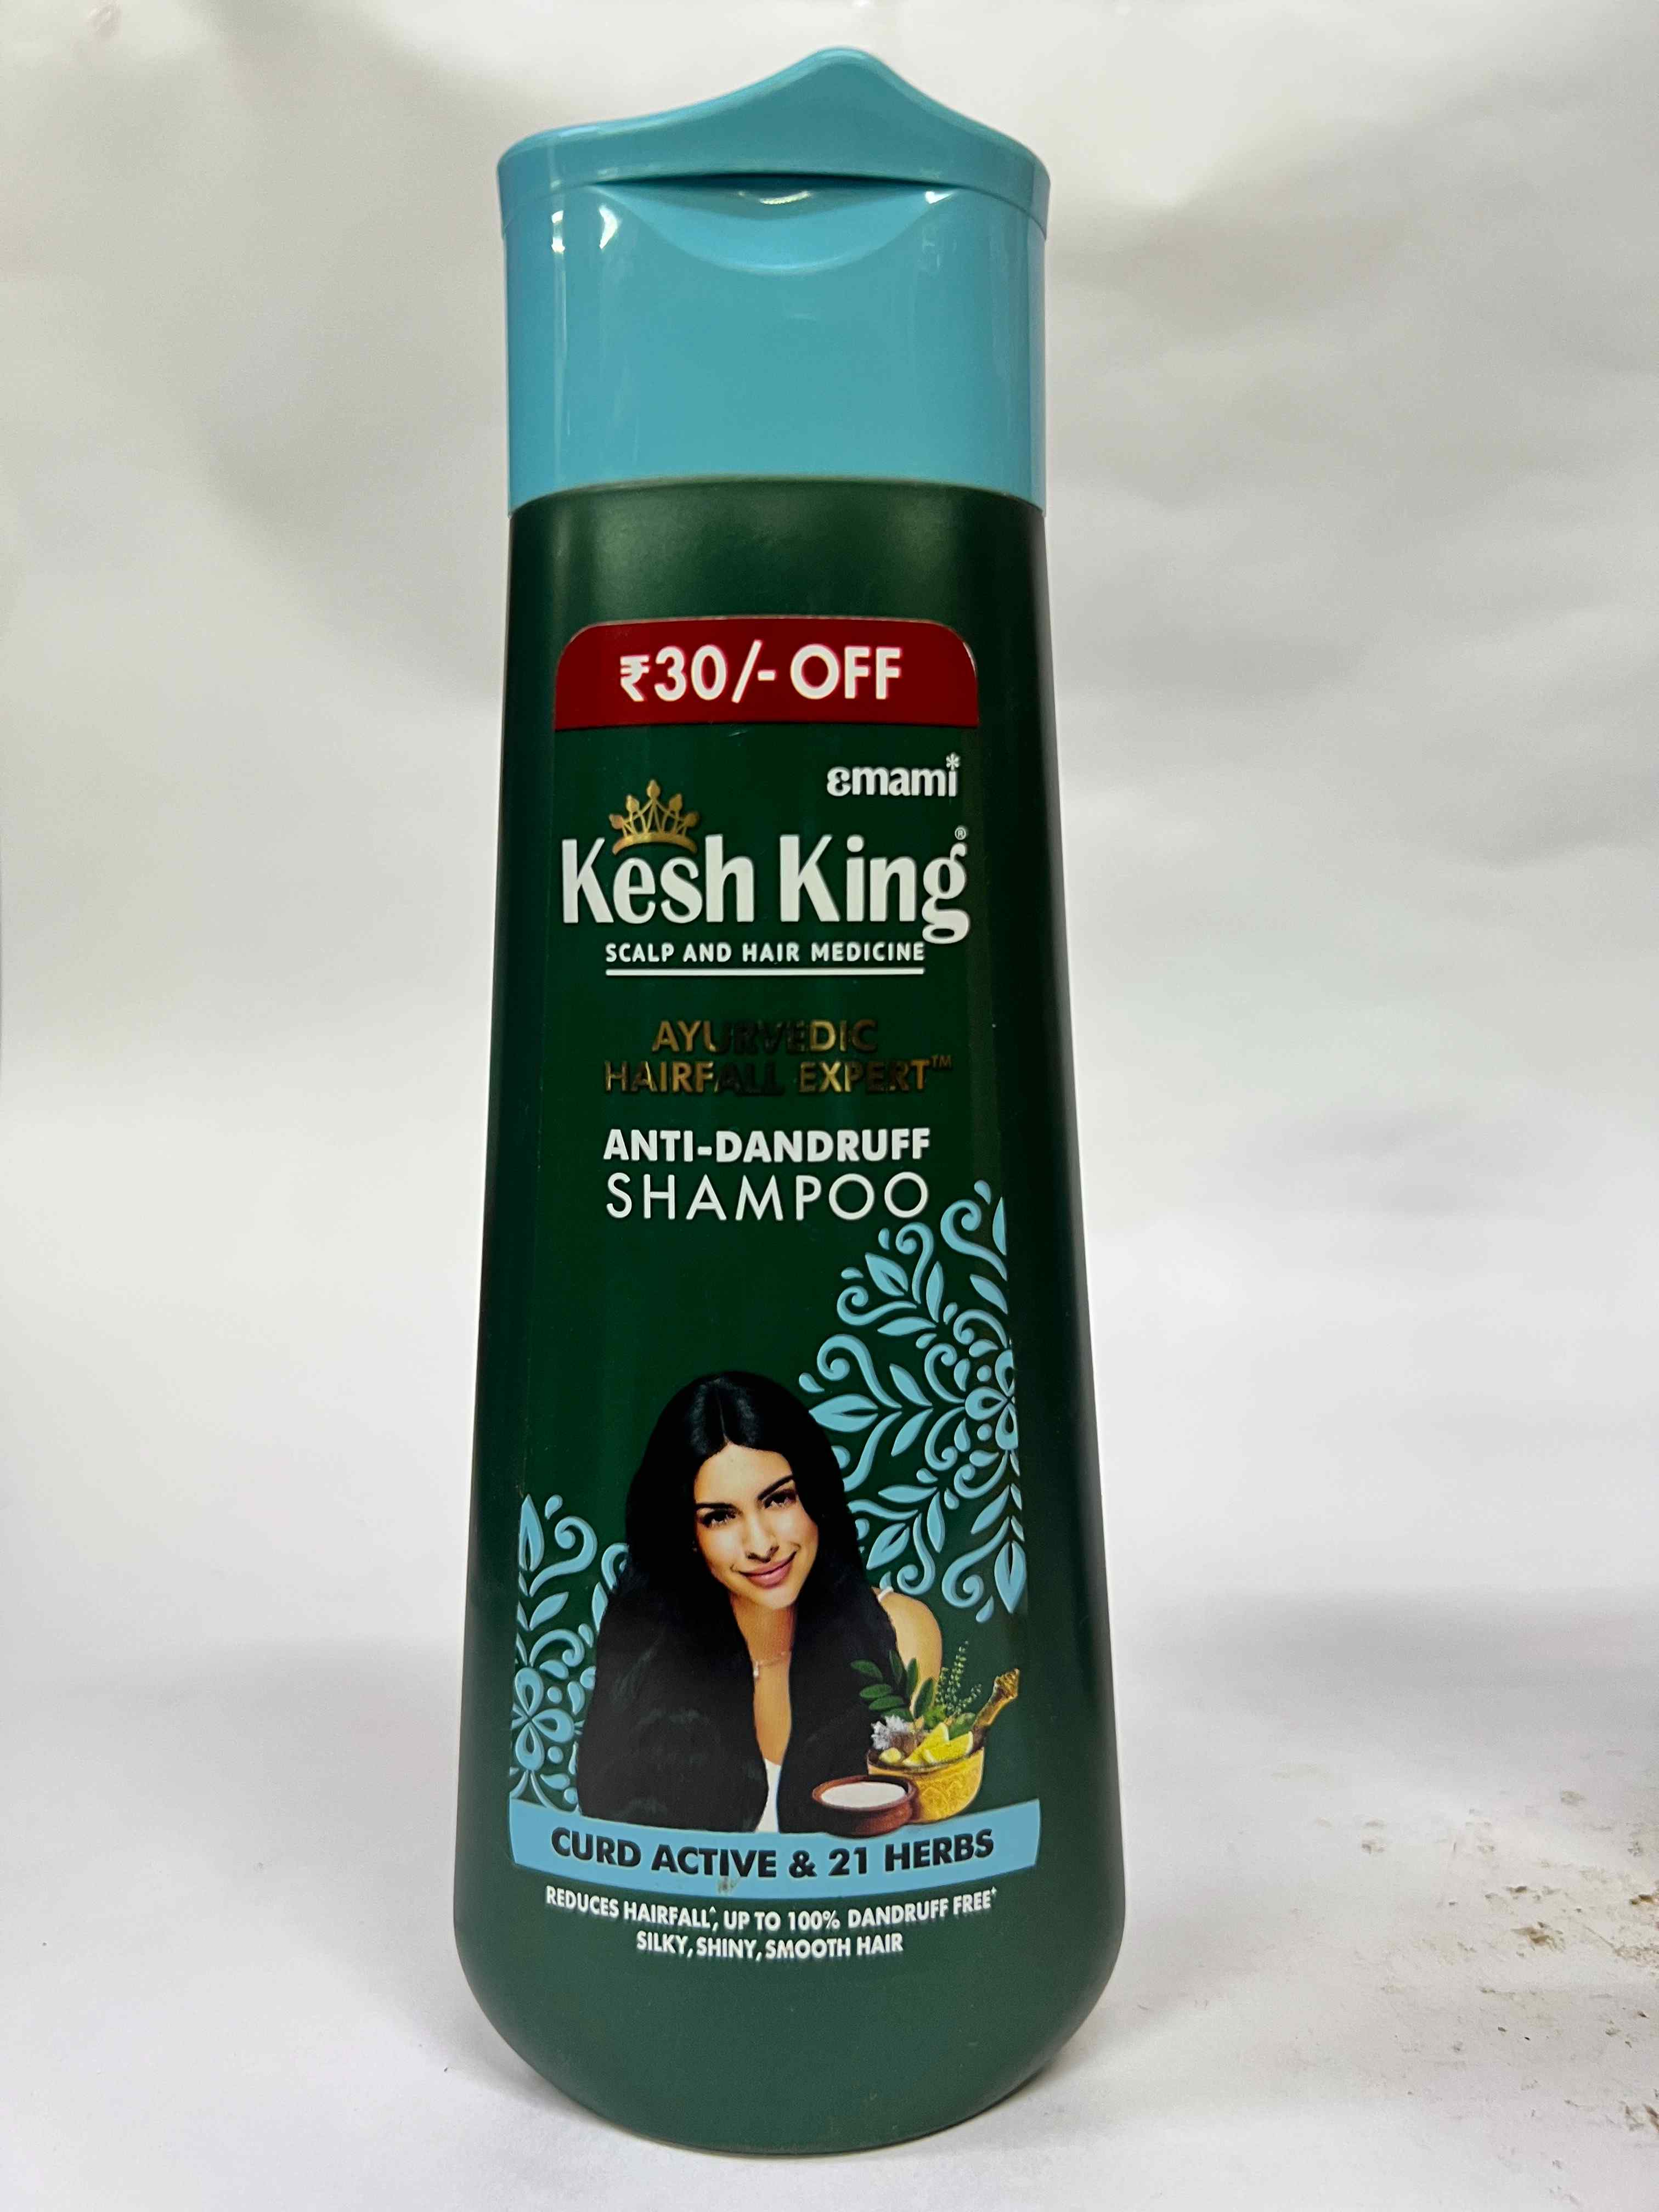 ₹30/- OFF
emami*
Kesh King®
SCALP AND HAIR MEDICINE
AYURVEDIC
HAIRFALL EXPERT™
ANTI-DANDRUFF
SHAMPOO
CURD ACTIVE & 21 HERBS
REDUCES HAIRFALL^, UP TO 100% DANDRUFF FREE+
SILKY, SHINY, SMOOTH HAIR